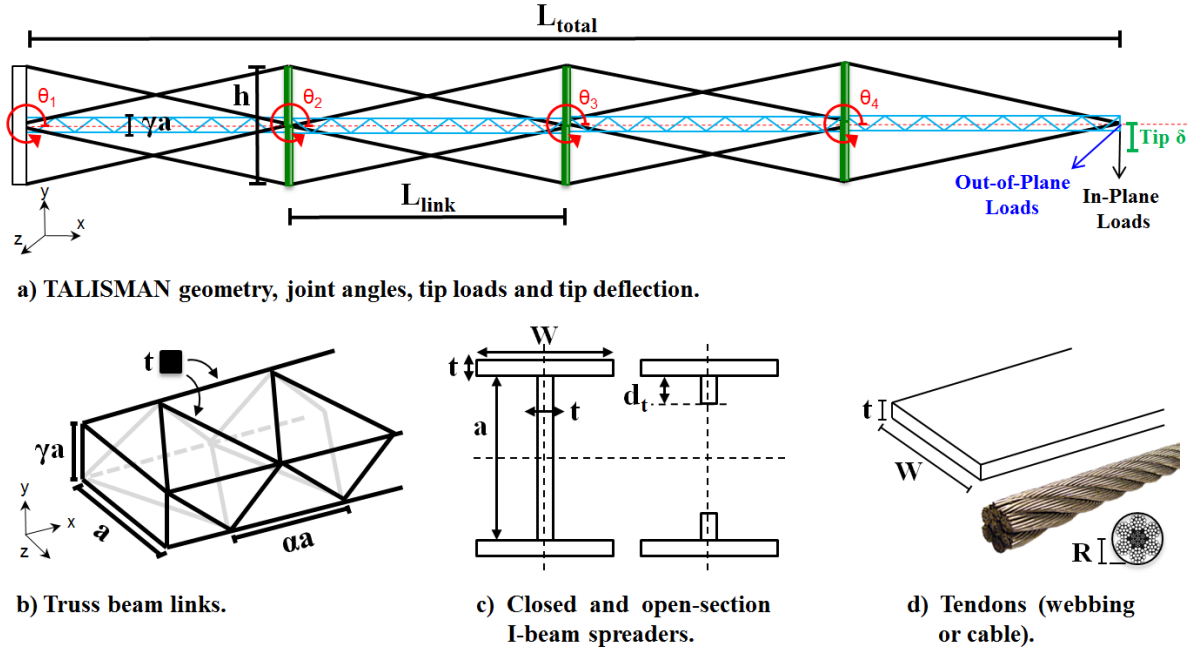 L_total
θ₁
h
γa
θ₂
θ₃
θ₄
Tip δ
L_link
Out-of-Plane
Loads
In-Plane
Loads
y
x
z
a) TALISMAN geometry, joint angles, tip loads and tip deflection.
t
γa
a
αa
y
x
z
b) Truss beam links.
W
t
a
t
d_t
c) Closed and open-section
I-beam spreaders.
t
W
R
d) Tendons (webbing
or cable).